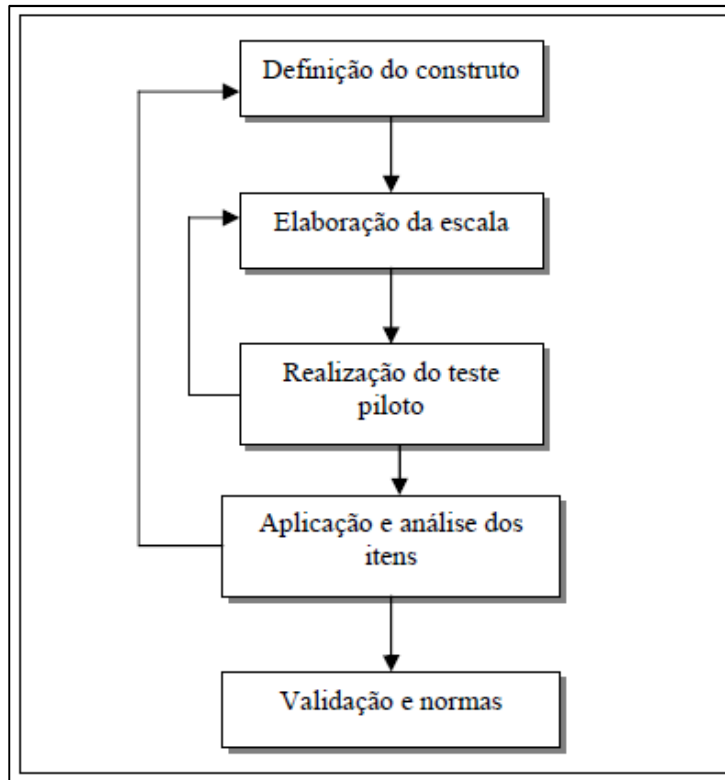 Definição do construto
Elaboração da escala
Realização do teste
piloto
Aplicação e análise dos
itens
Validação e normas